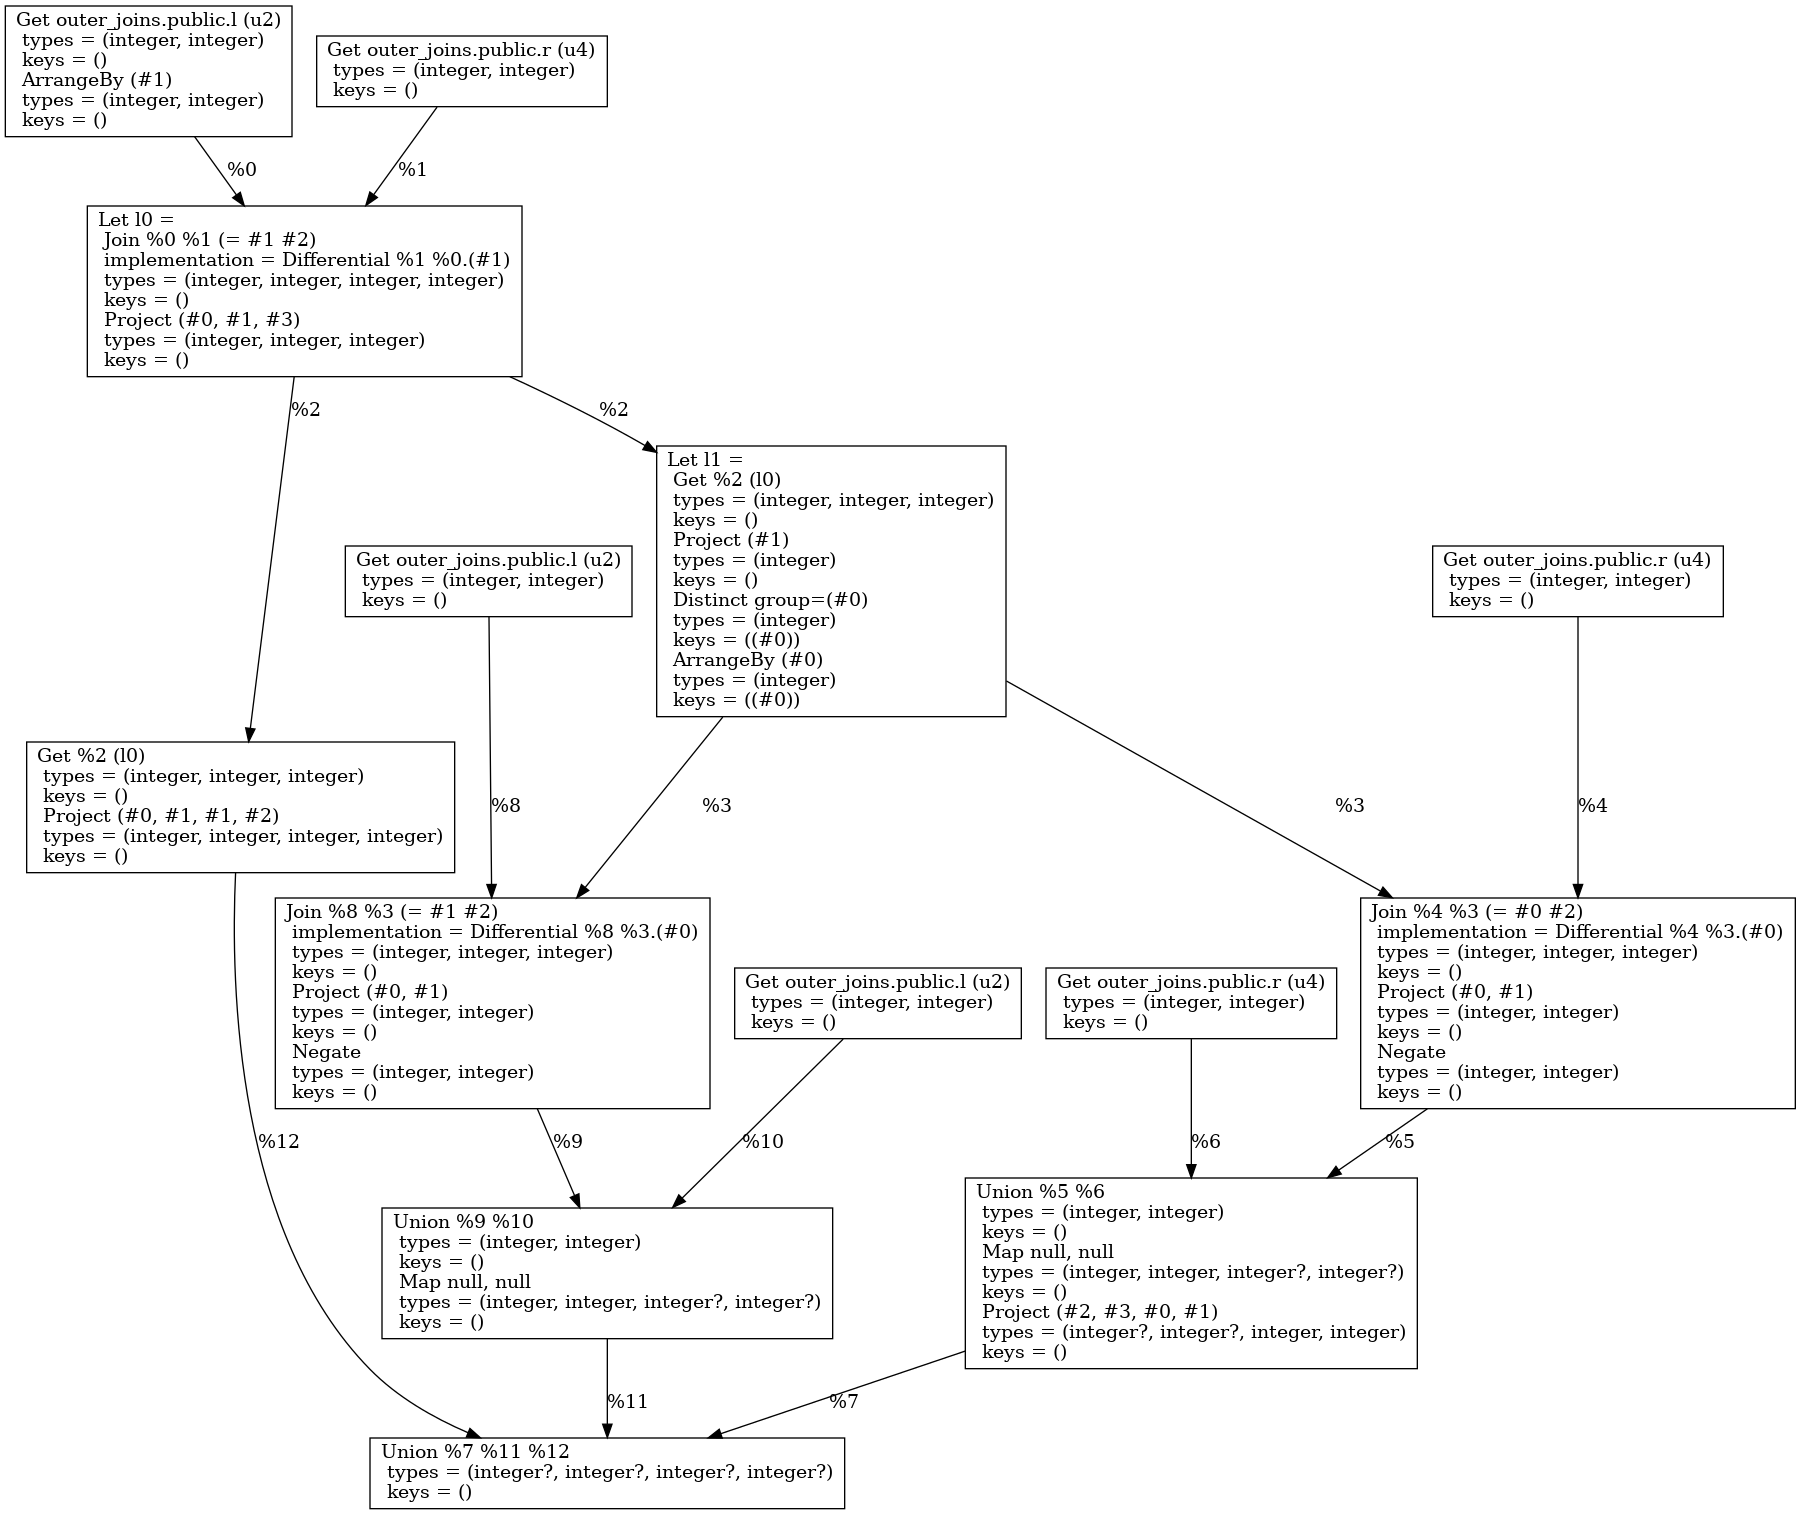 Get outer_joins.public.l (u2)
types = (integer, integer)
keys = ()
ArrangeBy (#1)
types = (integer, integer)
keys = ()
Get outer_joins.public.r (u4)
types = (integer, integer)
keys = ()
%0
%1
Let l0 =
Join %0 %1 (= #1 #2)
implementation = Differential %1 %0.(#1)
types = (integer, integer, integer, integer)
keys = ()
Project (#0, #1, #3)
types = (integer, integer, integer)
keys = ()
%2
%2
Let l1 =
Get %2 (l0)
types = (integer, integer, integer)
keys = ()
Project (#1)
types = (integer)
keys = ()
Distinct group=(#0)
types = (integer)
keys = ((#0))
ArrangeBy (#0)
types = (integer)
keys = ((#0))
Get outer_joins.public.l (u2)
types = (integer, integer)
keys = ()
Get outer_joins.public.r (u4)
types = (integer, integer)
keys = ()
Get %2 (l0)
types = (integer, integer, integer)
keys = ()
Project (#0, #1, #1, #2)
types = (integer, integer, integer, integer)
keys = ()
%8
%3
%3
%4
Join %8 %3 (= #1 #2)
implementation = Differential %8 %3.(#0)
types = (integer, integer, integer)
keys = ()
Project (#0, #1)
types = (integer, integer)
keys = ()
Negate
types = (integer, integer)
keys = ()
Get outer_joins.public.l (u2)
types = (integer, integer)
keys = ()
Get outer_joins.public.r (u4)
types = (integer, integer)
keys = ()
Join %4 %3 (= #0 #2)
implementation = Differential %4 %3.(#0)
types = (integer, integer, integer)
keys = ()
Project (#0, #1)
types = (integer, integer)
keys = ()
Negate
types = (integer, integer)
keys = ()
%12
%9
%10
%6
%5
Union %9 %10
types = (integer, integer)
keys = ()
Map null, null
types = (integer, integer, integer?, integer?)
keys = ()
Union %5 %6
types = (integer, integer)
keys = ()
Map null, null
types = (integer, integer, integer?, integer?)
keys = ()
Project (#2, #3, #0, #1)
types = (integer?, integer?, integer, integer)
keys = ()
%11
%7
Union %7 %11 %12
types = (integer?, integer?, integer?, integer?)
keys = ()